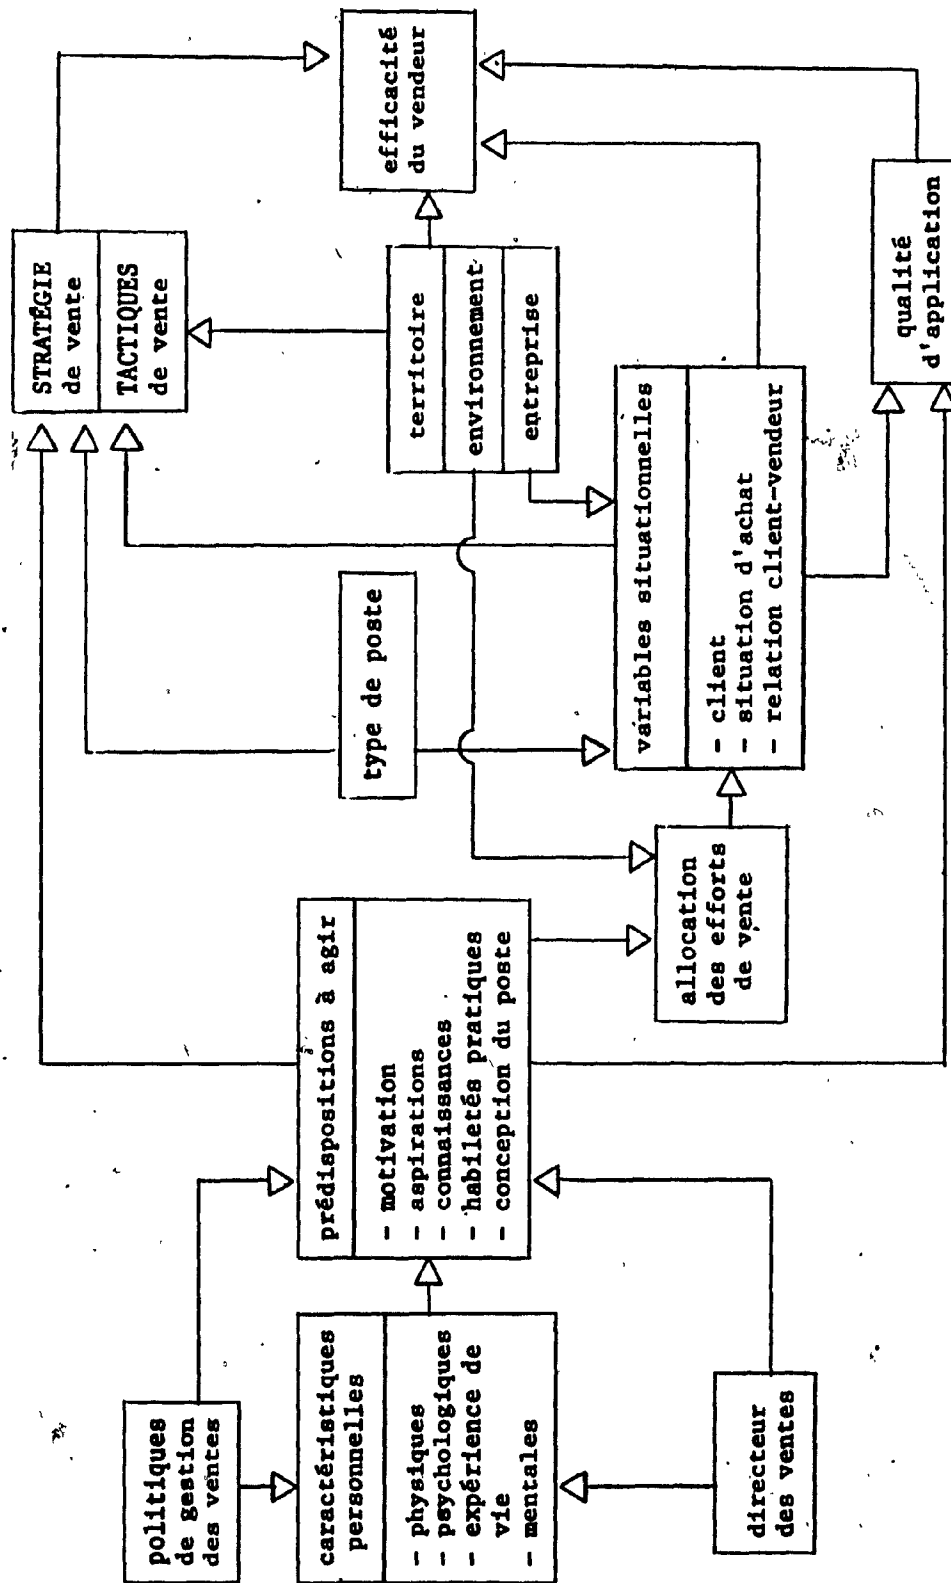 politiques
de gestion
des ventes
caractéristiques
personnelles
- physiques
- psychologiques
- expérience de
vie
- mentales
directeur
des ventes
prédispositions à agir
- motivation
- aspirations
- connaissances
- habiletés pratiques
- conception du poste
allocation
des efforts
de vente
type de poste
variables situationnelles
- client
- situation d'achat
- relation client-vendeur
STRATÉGIE
de vente
TACTIQUES
de vente
territoire
environnement
entreprise
efficacité
du vendeur
qualité
d'application